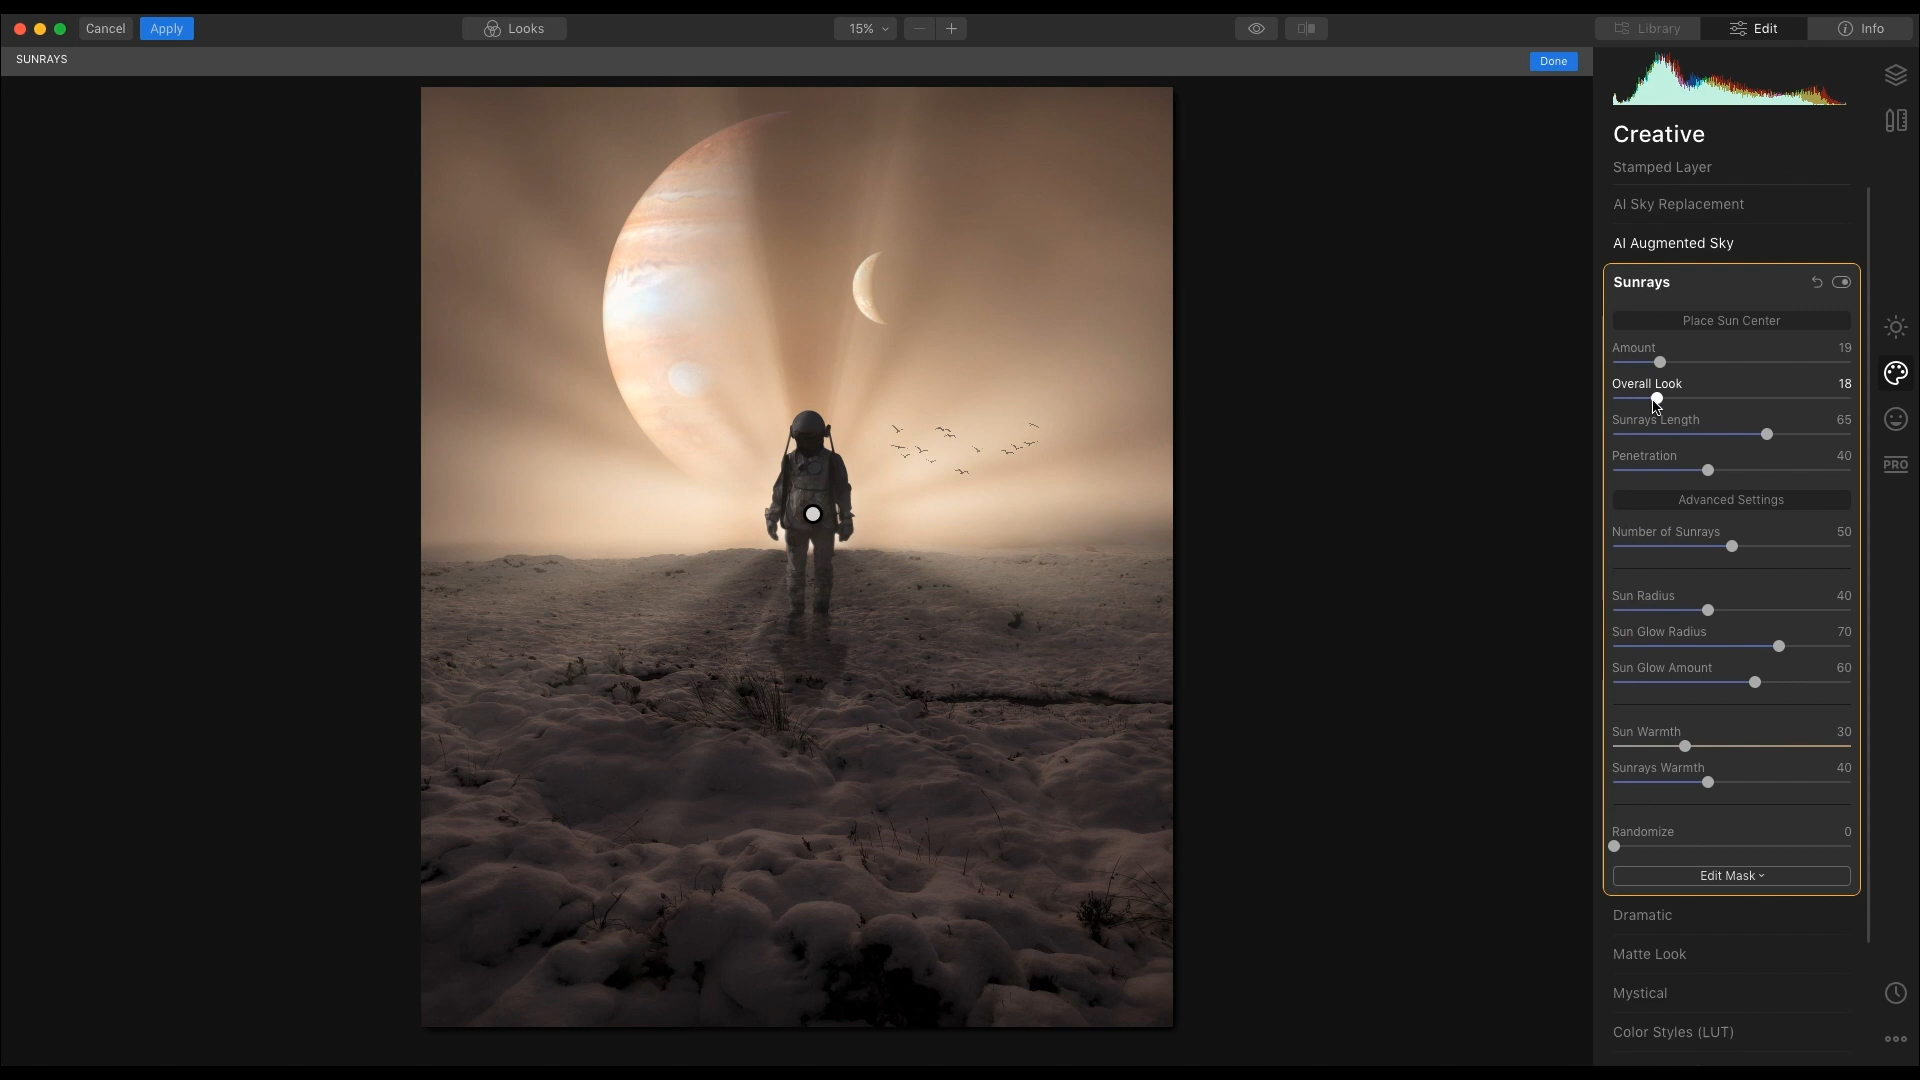 Cancel
Apply
Looks
15%
Library
Edit
Info
SUNRAYS
Done
Creative
Stamped Layer
AI Sky Replacement
AI Augmented Sky
Sunrays
Place Sun Center
Amount 19
Overall Look 18
Sunrays Length 65
Penetration 40
Advanced Settings
Number of Sunrays 50
Sun Radius 40
Sun Glow Radius 70
Sun Glow Amount 60
Sun Warmth 30
Sunrays Warmth 40
Randomize 0
Edit Mask
Dramatic
Matte Look
Mystical
Color Styles (LUT)
PRO